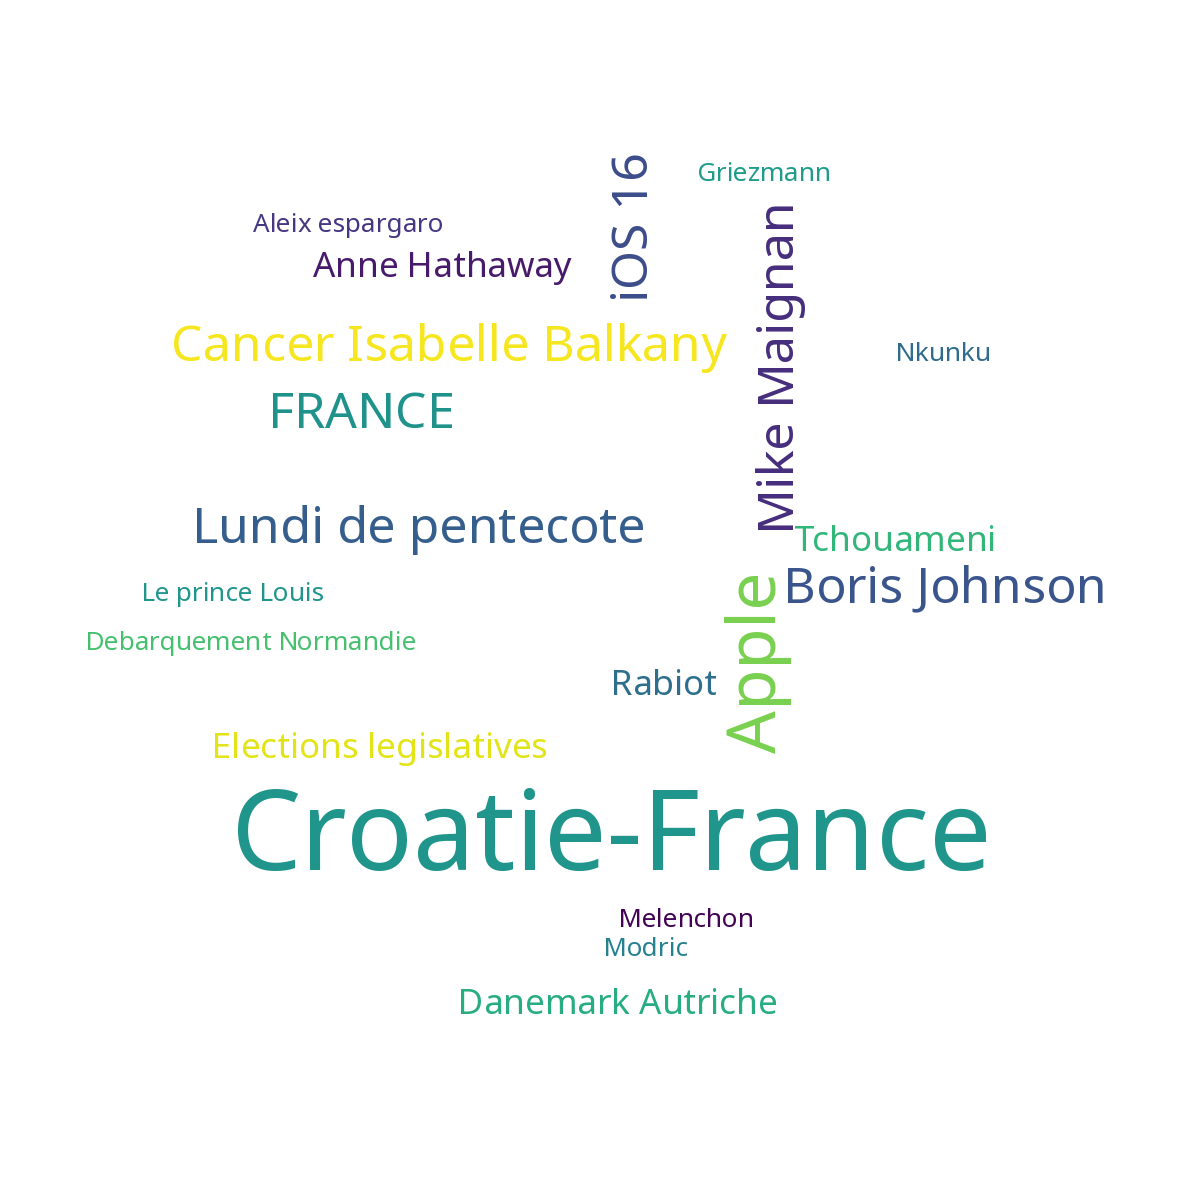 Griezmann
iOS 16
Aleix espargaro
Mike Maignan
Anne Hathaway
Cancer Isabelle Balkany
Nkunku
FRANCE
Lundi de pentecote
Tchouameni
Boris Johnson
Apple
Le prince Louis
Debarquement Normandie
Rabiot
Elections legislatives
Croatie-France
Melenchon
Modric
Danemark Autriche